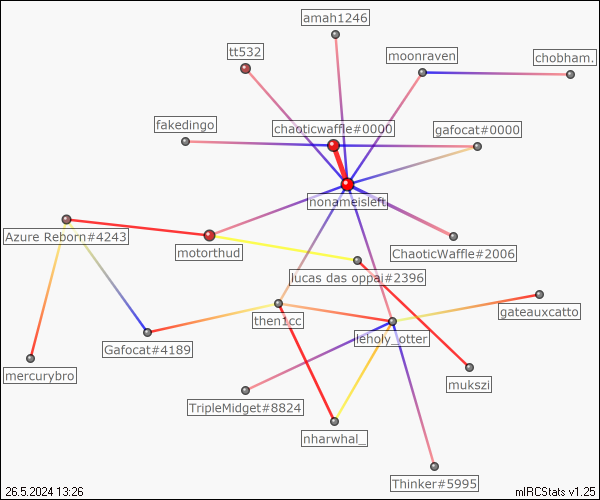 amah1246
tt532
moonraven
chobham.
fakedingo
chaoticwaffle#0000
gafocat#0000
nonameisleft
Azure Reborn#4243
motorthud
ChaoticWaffle#2006
lucas das oppai#2396
then1cc
gateauxcatto
leholy_otter
Gafocat#4189
mercurybro
mukszi
TripleMidget#8824
nharwhal_
Thinker#5995
26.5.2024 13:26
mIRCStats v1.25